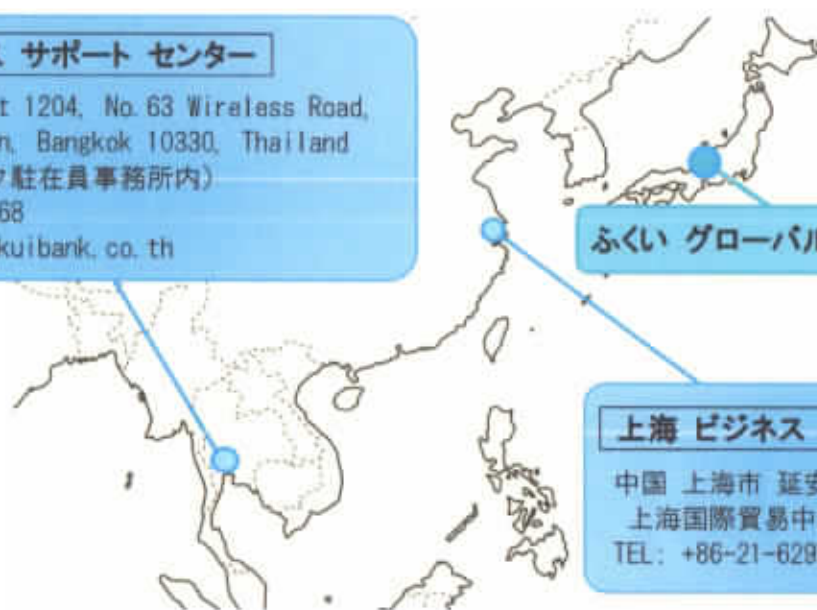 ス サポート センター
t 1204, No. 63 Wireless Road,
n, Bangkok 10330, Thailand
ク駐在員事務所内)
68
kuibank.co.th
ふくい グローバル
上海 ビジネス
中国 上海市 延安
上海国際貿易中
TEL: +86-21-629